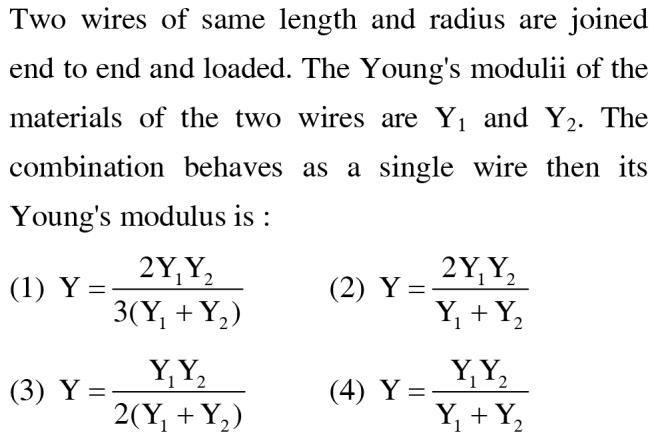 Two wires of same length and radius are joined
end to end and loaded. The Young's modulii of the
materials of the two wires are Y₁ and Y₂. The
combination behaves as a single wire then its
Young's modulus is :
(1) Y = 2Y₁Y₂ / 3(Y₁ + Y₂) (2) Y = 2Y₁Y₂ / Y₁ + Y₂
(3) Y = Y₁Y₂ / 2(Y₁ + Y₂) (4) Y = Y₁Y₂ / Y₁ + Y₂